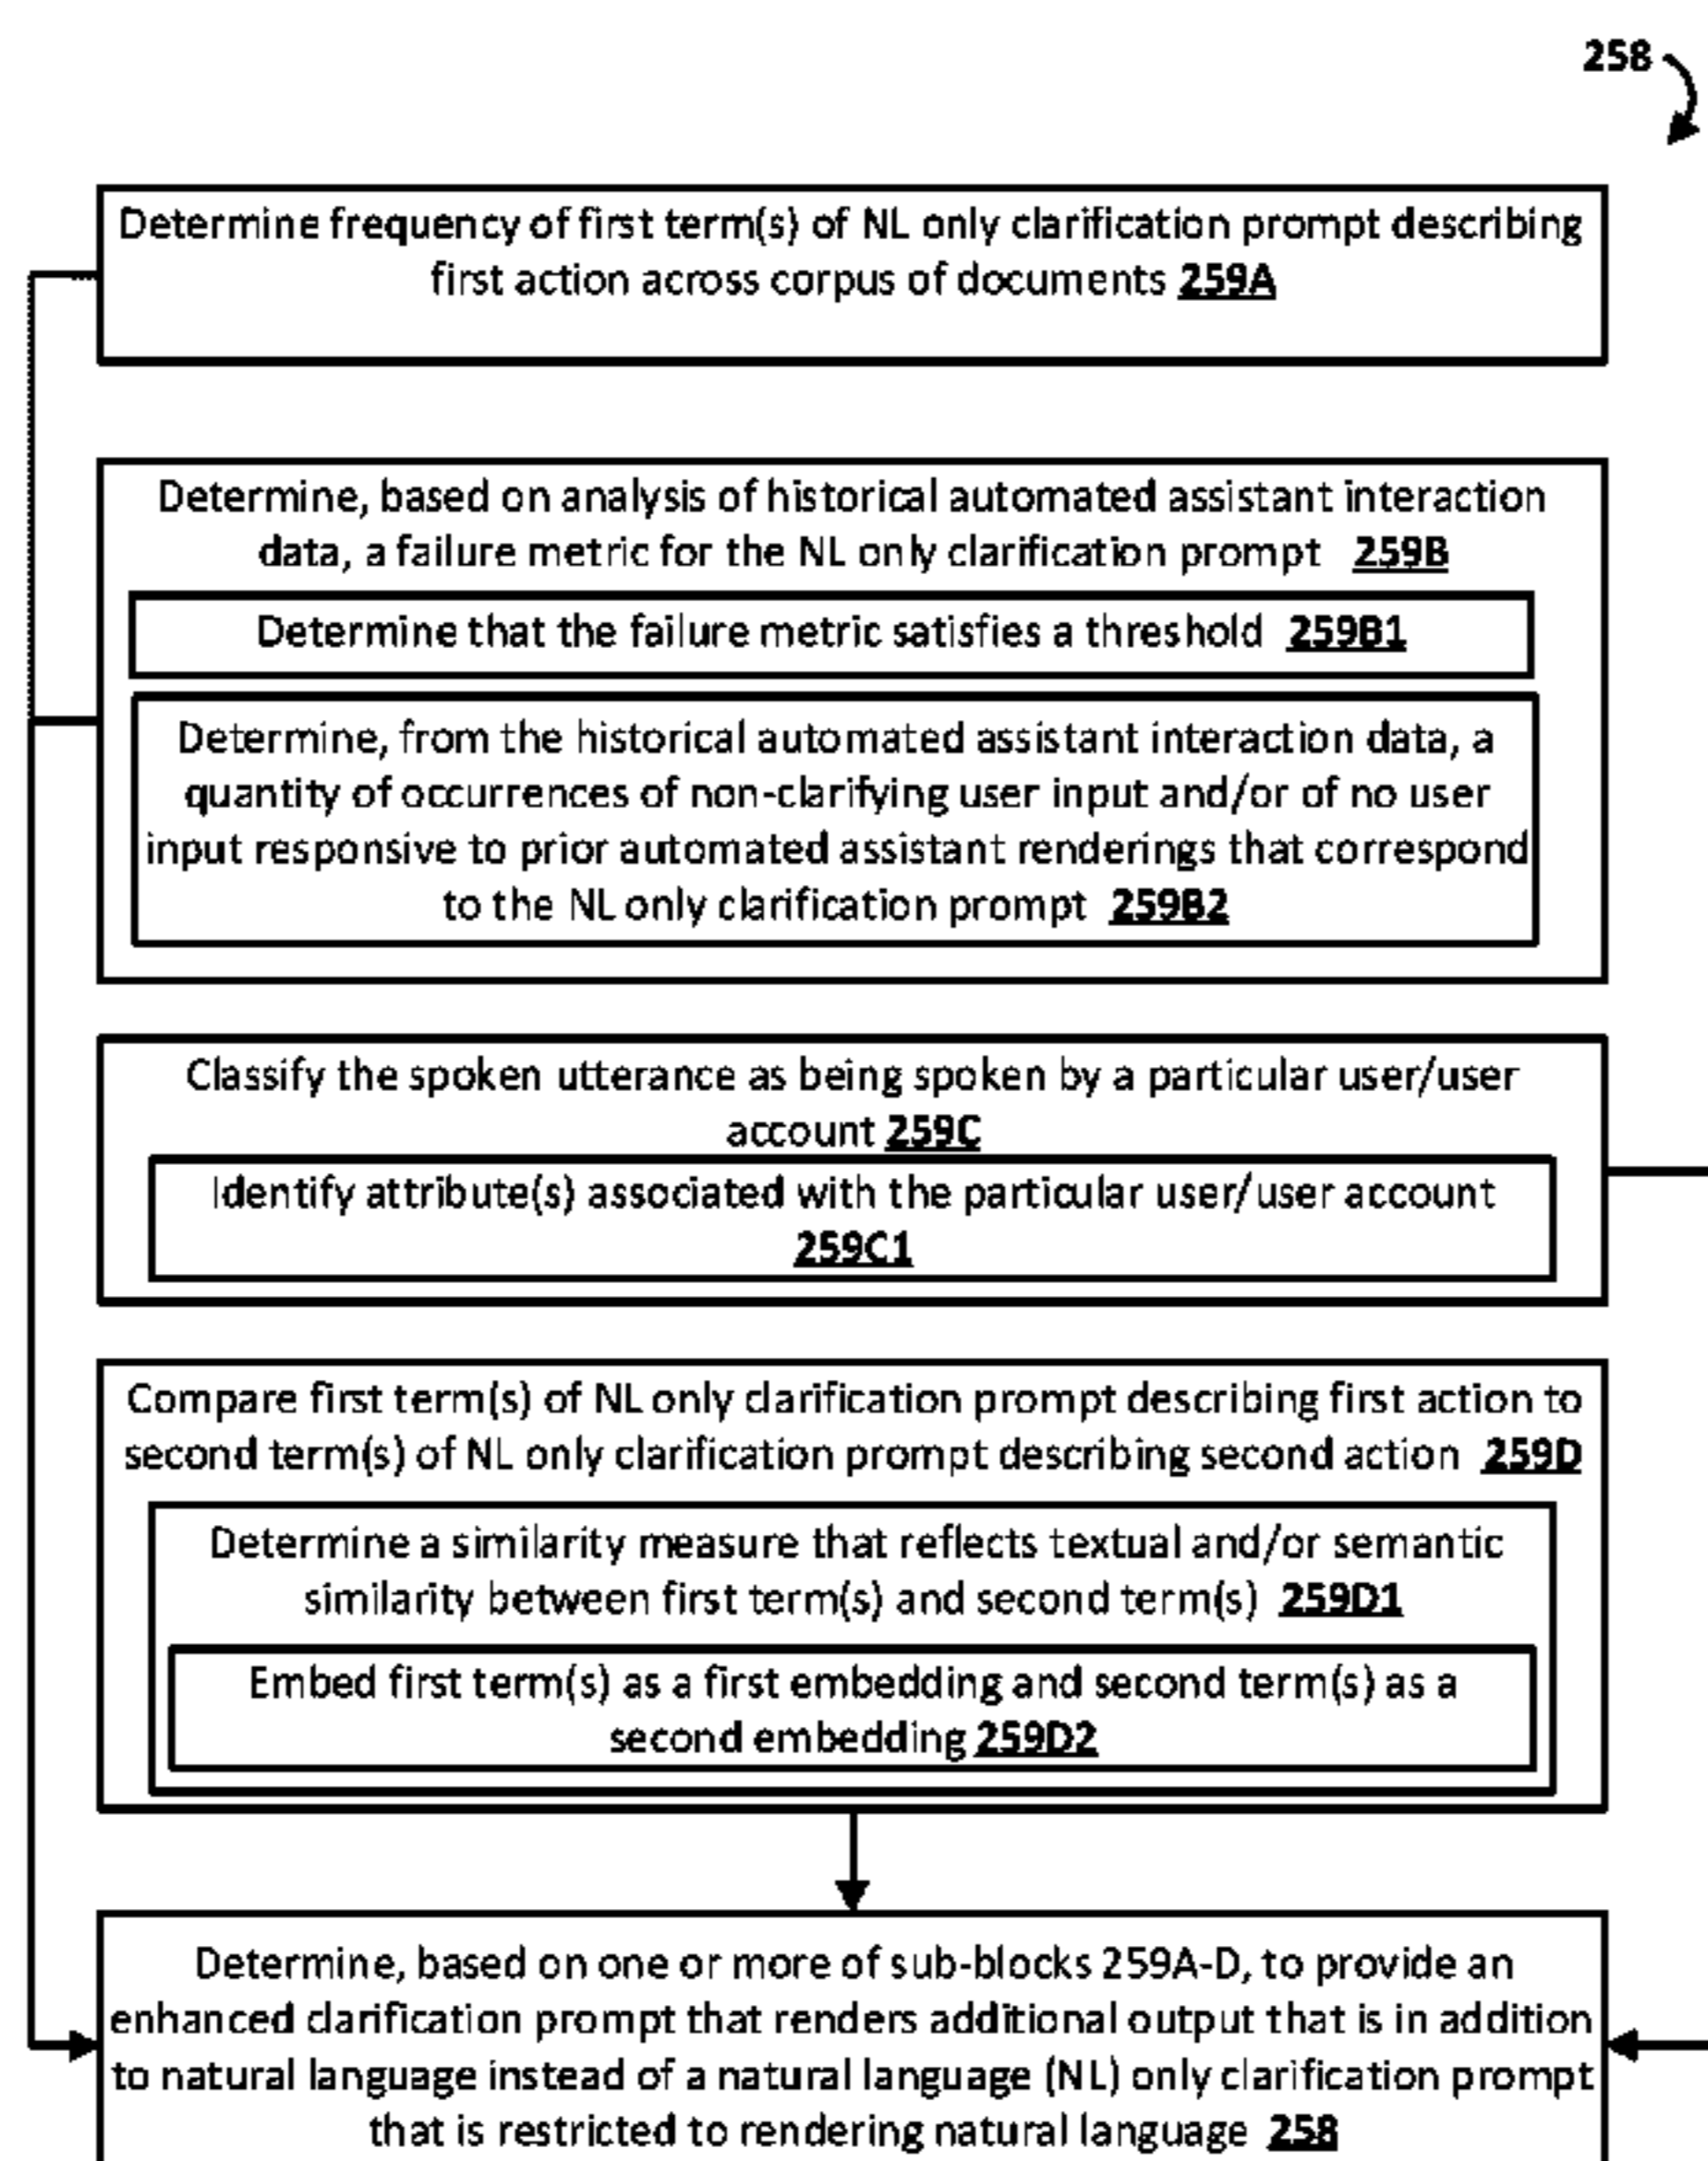 258
Determine frequency of first term(s) of NL only clarification prompt describing
first action across corpus of documents 259A
Determine, based on analysis of historical automated assistant interaction
data, a failure metric for the NL only clarification prompt 259B
Determine that the failure metric satisfies a threshold 259B1
Determine, from the historical automated assistant interaction data, a
quantity of occurrences of non-clarifying user input and/or of no user
input responsive to prior automated assistant renderings that correspond
to the NL only clarification prompt 259B2
Classify the spoken utterance as being spoken by a particular user/user
account 259C
Identify attribute(s) associated with the particular user/user account
259C1
Compare first term(s) of NL only clarification prompt describing first action to
second term(s) of NL only clarification prompt describing second action 259D
Determine a similarity measure that reflects textual and/or semantic
similarity between first term(s) and second term(s) 259D1
Embed first term(s) as a first embedding and second term(s) as a
second embedding 259D2
Determine, based on one or more of sub-blocks 259A-D, to provide an
enhanced clarification prompt that renders additional output that is in addition
to natural language instead of a natural language (NL) only clarification prompt
that is restricted to rendering natural language 258